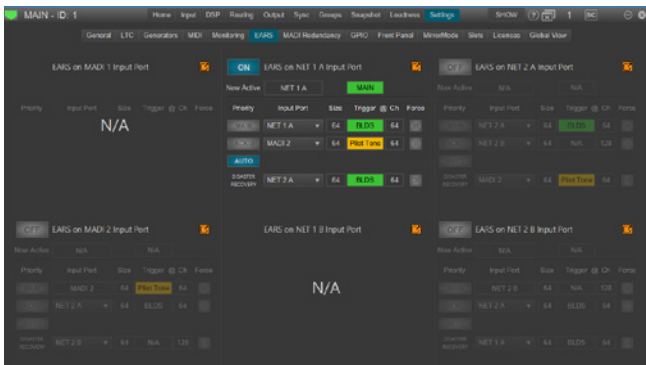 MAIN - ID: 1 Home Input DSP Routing Output Sync Groups Snapshot Loudness Settings SHOW 1 SC
General LTC Generators MIDI Monitoring EARS MADI Redundancy GPIO Front Panel MirrorMode Slots Licenses Global View
EARS on MADI 1 Input Port
Priority Input Port Size Trigger @ Ch Force
N/A
ON EARS on NET 1 A Input Port
Now Active NET 1 A MAIN
Priority Input Port Size Trigger @ Ch Force
MAIN NET 1 A 64 BLDS 64
MADI 2 64 Pilot Tone 64
AUTO
DISASTER RECOVERY NET 2 A 64 BLDS 64
OFF EARS on NET 2 A Input Port
Now Active N/A N/A
Priority Input Port Size Trigger @ Ch Force
NET 2 A 64 BLDS 64
NET 2 B 64 N/A 128
DISASTER RECOVERY MADI 2 64 Pilot Tone 64
OFF EARS on MADI 2 Input Port
Now Active N/A N/A
Priority Input Port Size Trigger @ Ch Force
MADI 2 64 Pilot Tone 64
NET 2 A 64 BLDS 64
DISASTER RECOVERY NET 2 B 64 N/A 128
EARS on NET 1 B Input Port
N/A
OFF EARS on NET 2 B Input Port
Now Active N/A N/A
Priority Input Port Size Trigger @ Ch Force
NET 2 B 64 N/A 128
NET 2 A 64 BLDS 64
DISASTER RECOVERY NET 1 A 64 BLDS 64